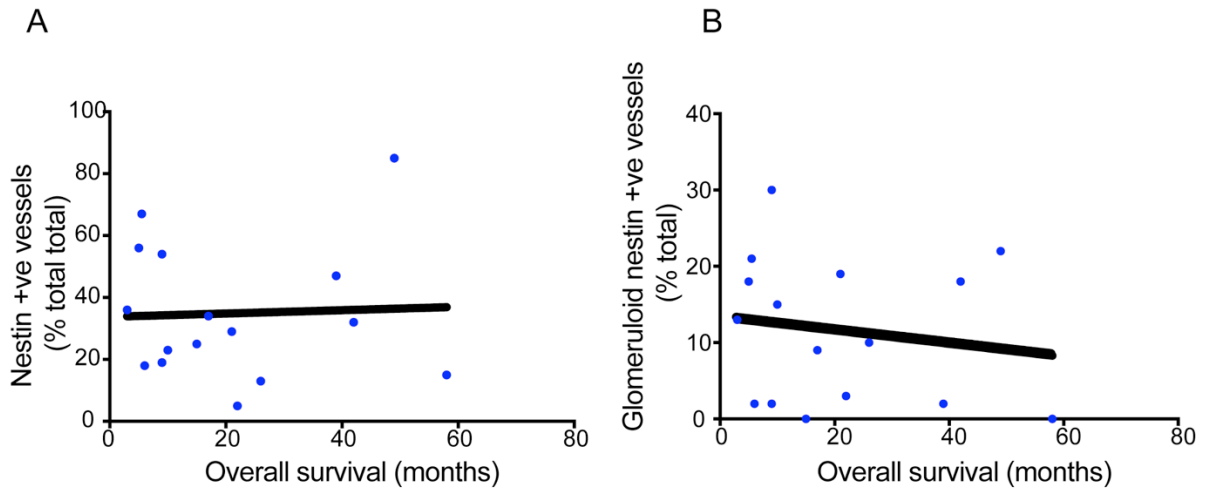 A
Nestin +ve vessels
(% total total)
100
80
60
40
20
0
0 20 40 60 80
Overall survival (months)
B
Glomeruloid nestin +ve vessels
(% total)
40
30
20
10
0
0 20 40 60 80
Overall survival (months)